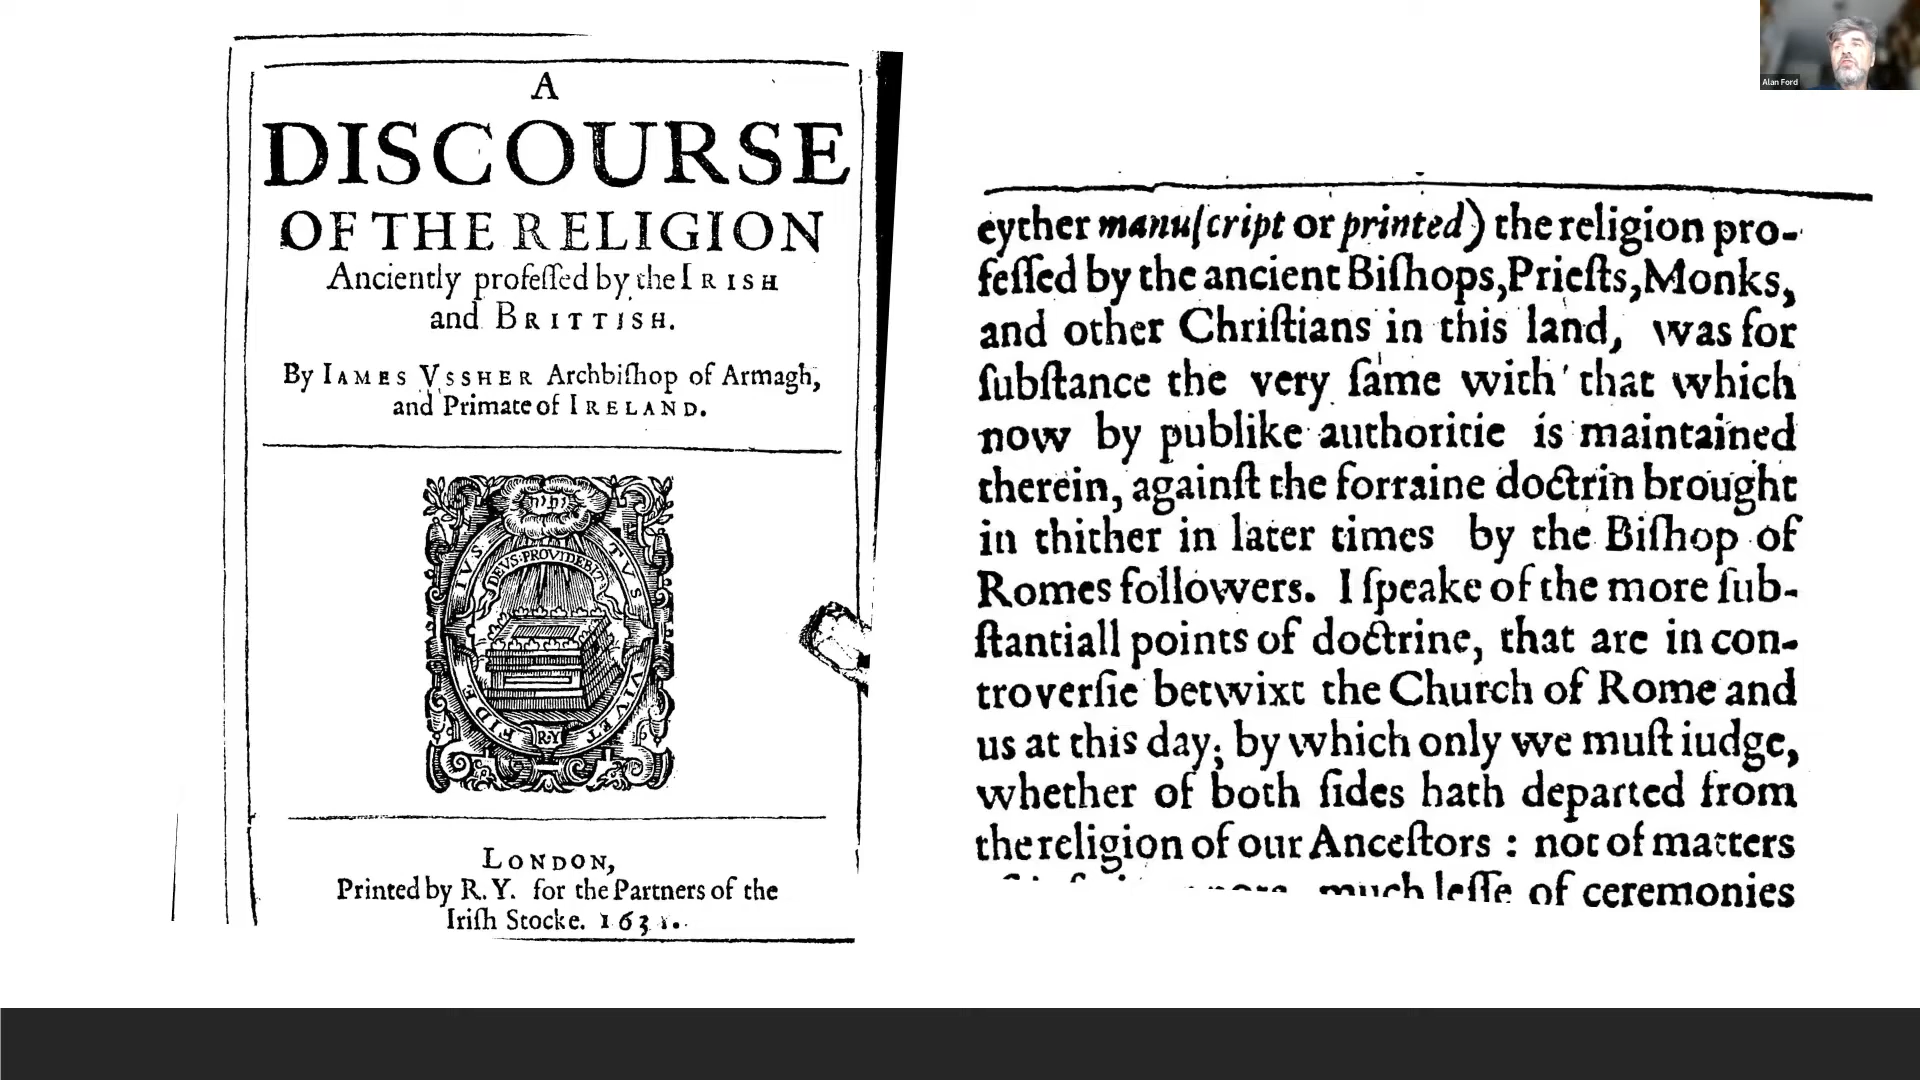 A
DISCOURSE
OF THE RELIGION
Anciently profeſſed by the IRISH
and BRITTISH.
By IAMES VSSHER Archbiſhop of Armagh,
and Primate of IRELAND.
יהוה
DEVS·PROVIDEBIT
IVSTVS
FIDE VIVET
R·Y
LONDON,
Printed by R. Y. for the Partners of the
Iriſh Stocke. 1631.
eyther manuſcript or printed) the religion pro-
feſſed by the ancient Biſhops, Prieſts, Monks,
and other Chriſtians in this land, was for
ſubſtance the very ſame with that which
now by publike authoritie is maintained
therein, againſt the forraine doctrin brought
in thither in later times by the Biſhop of
Romes followers. I ſpeake of the more ſub-
ſtantiall points of doctrine, that are in con-
troverſie betwixt the Church of Rome and
us at this day; by which only we muſt iudge,
whether of both ſides hath departed from
the religion of our Anceſtors : not of matters
much leſſe of ceremonies
Alan Ford